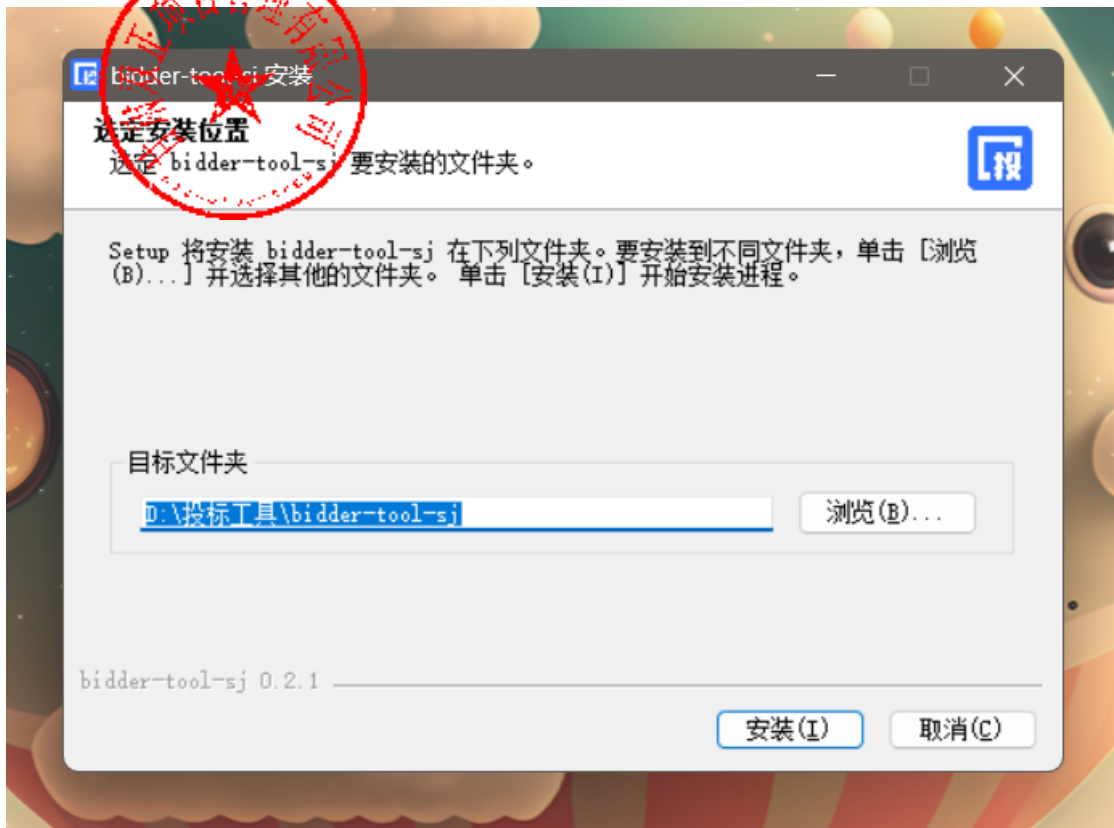 bidder-tool-sj 安装
选定安装位置
选定 bidder-tool-sj 要安装的文件夹。
投
Setup 将安装 bidder-tool-sj 在下列文件夹。要安装到不同文件夹，单击 [浏览
(B)...] 并选择其他的文件夹。 单击 [安装(I)] 开始安装进程。
目标文件夹
D:\投标工具\bidder-tool-sj
浏览(B)...
bidder-tool-sj 0.2.1
安装(I)
取消(C)